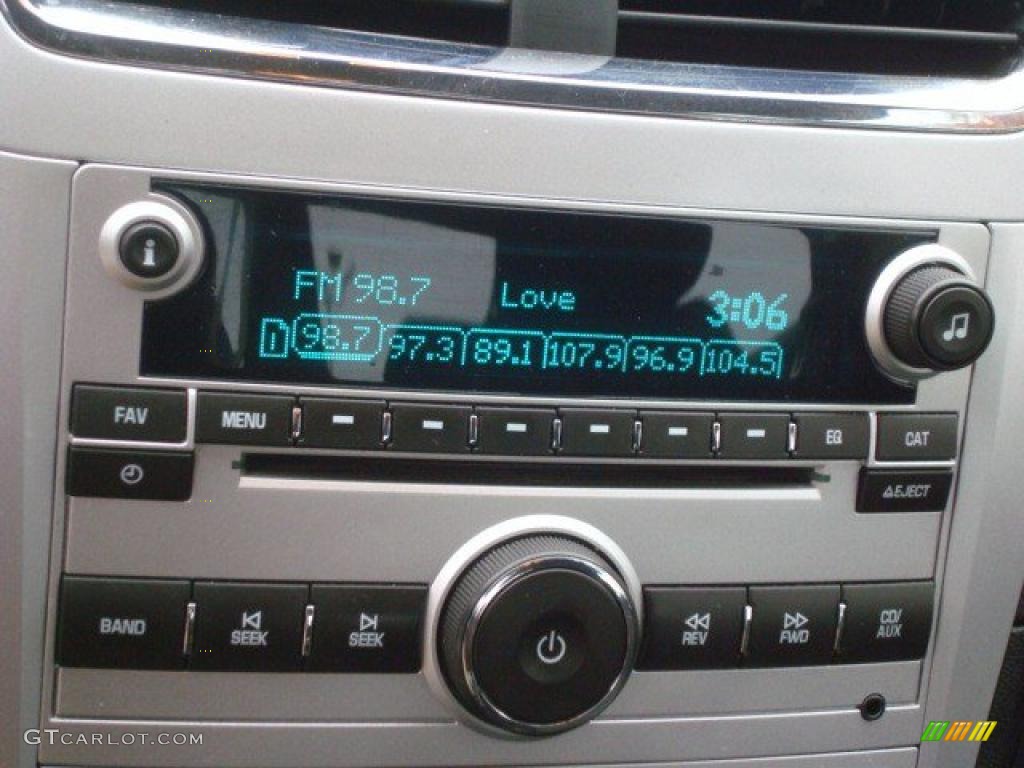 i
FM 98.7 Love 3:06
D 98.7 97.3 89.1 107.9 96.9 104.5
FAV MENU EQ CAT
EJECT
BAND SEEK SEEK REV FWD CD/
AUX
GTCARLOT.COM